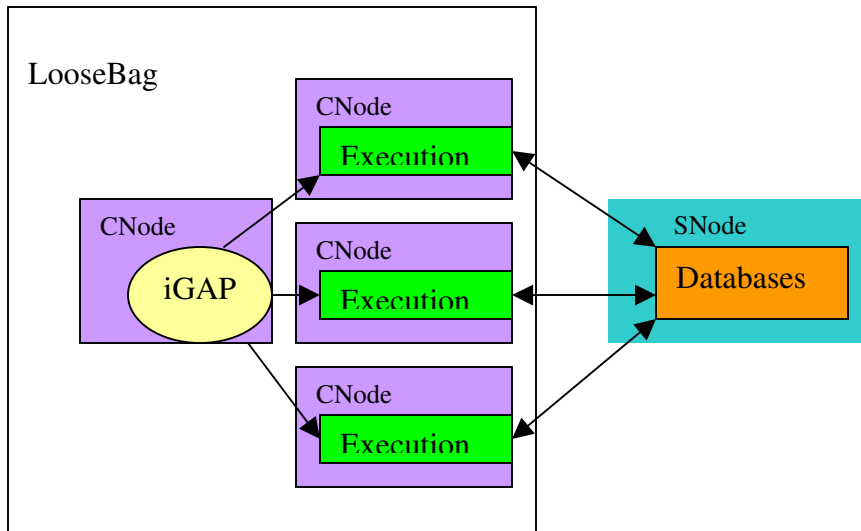 LooseBag
CNode
Execution
CNode
iGAP
CNode
Execution
CNode
Execution
SNode
Databases